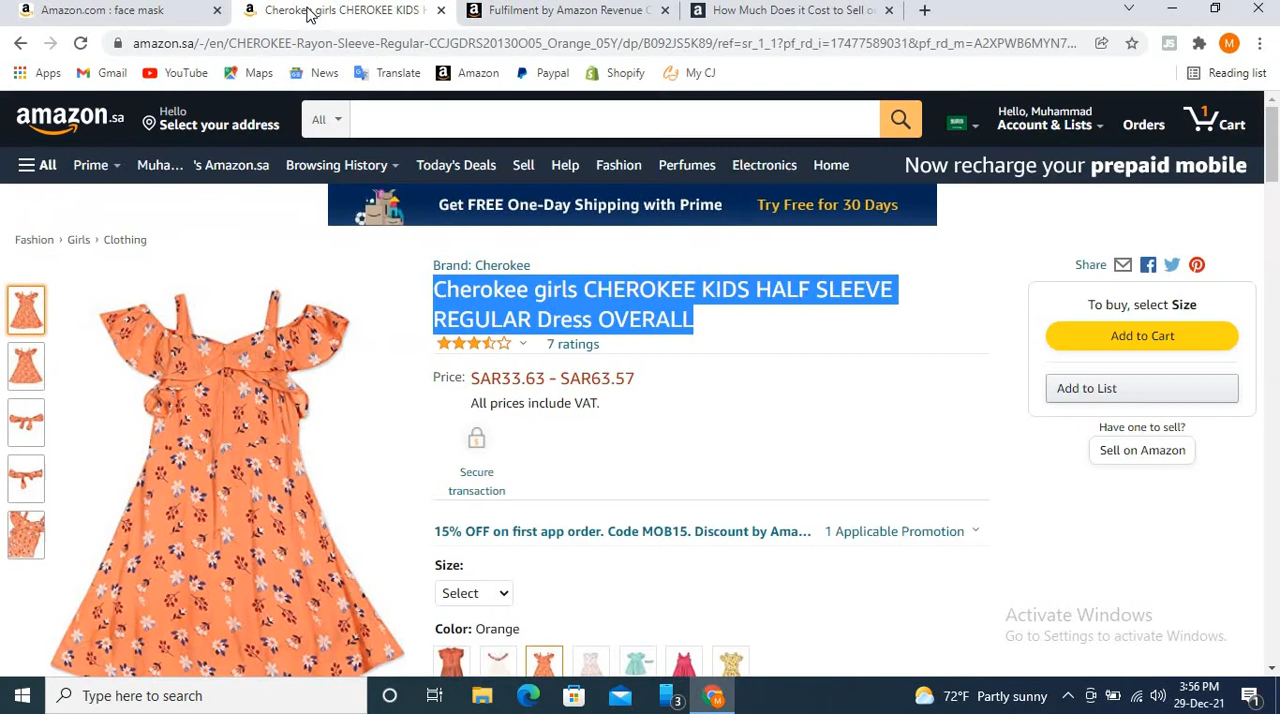 Amazon.com : face mask
Cherokee girls CHEROKEE KIDS H
Fulfilment by Amazon Revenue C
How Much Does it Cost to Sell o
amazon.sa/-/en/CHEROKEE-Rayon-Sleeve-Regular-CCJGDRS20130005_Orange_05Y/dp/B092JS5K89/ref=sr_1_1?pf_rd_i=17477589031&pf_rd_m=A2XPWB6MYN7...
Apps
Gmail
YouTube
Maps
News
Translate
Amazon
Paypal
Shopify
My CJ
Reading list
amazon.sa
Hello
Select your address
All
Hello, Muhammad
Account & Lists
Orders
1
Cart
All
Prime
Muha... 's Amazon.sa
Browsing History
Today's Deals
Sell
Help
Fashion
Perfumes
Electronics
Home
Now recharge your prepaid mobile
Get FREE One-Day Shipping with Prime
Try Free for 30 Days
Fashion › Girls › Clothing
Brand: Cherokee
Cherokee girls CHEROKEE KIDS HALF SLEEVE
REGULAR Dress OVERALL
7 ratings
Price: SAR33.63 - SAR63.57
All prices include VAT.
Secure
transaction
15% OFF on first app order. Code MOB15. Discount by Ama...
1 Applicable Promotion
Size:
Select
Color: Orange
Share
To buy, select Size
Add to Cart
Add to List
Have one to sell?
Sell on Amazon
Activate Windows
Go to Settings to activate Windows.
Type here to search
3
M
72°F Partly sunny
3:56 PM
29-Dec-21
1